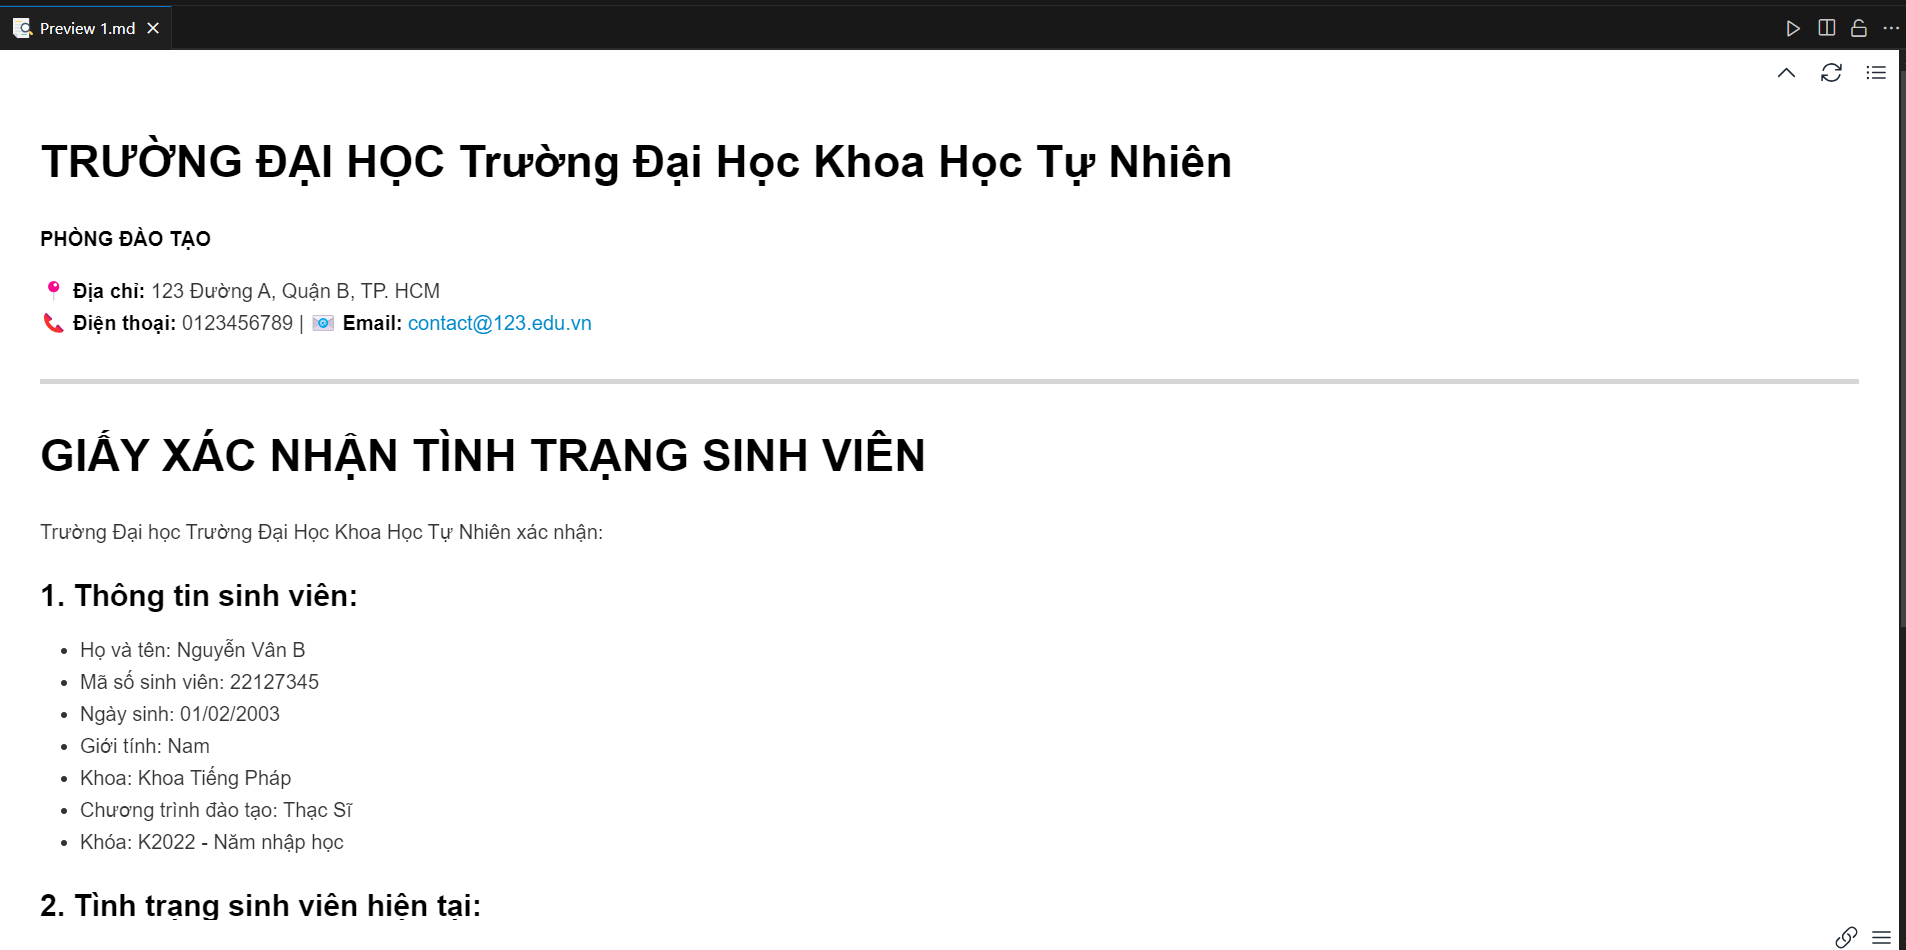 Preview 1.md
TRƯỜNG ĐẠI HỌC Trường Đại Học Khoa Học Tự Nhiên
PHÒNG ĐÀO TẠO
📍 Địa chỉ: 123 Đường A, Quận B, TP. HCM
📞 Điện thoại: 0123456789 | 📧 Email: contact@123.edu.vn
GIẤY XÁC NHẬN TÌNH TRẠNG SINH VIÊN
Trường Đại học Trường Đại Học Khoa Học Tự Nhiên xác nhận:
1. Thông tin sinh viên:
• Họ và tên: Nguyễn Vân B
• Mã số sinh viên: 22127345
• Ngày sinh: 01/02/2003
• Giới tính: Nam
• Khoa: Khoa Tiếng Pháp
• Chương trình đào tạo: Thạc Sĩ
• Khóa: K2022 - Năm nhập học
2. Tình trạng sinh viên hiện tại: